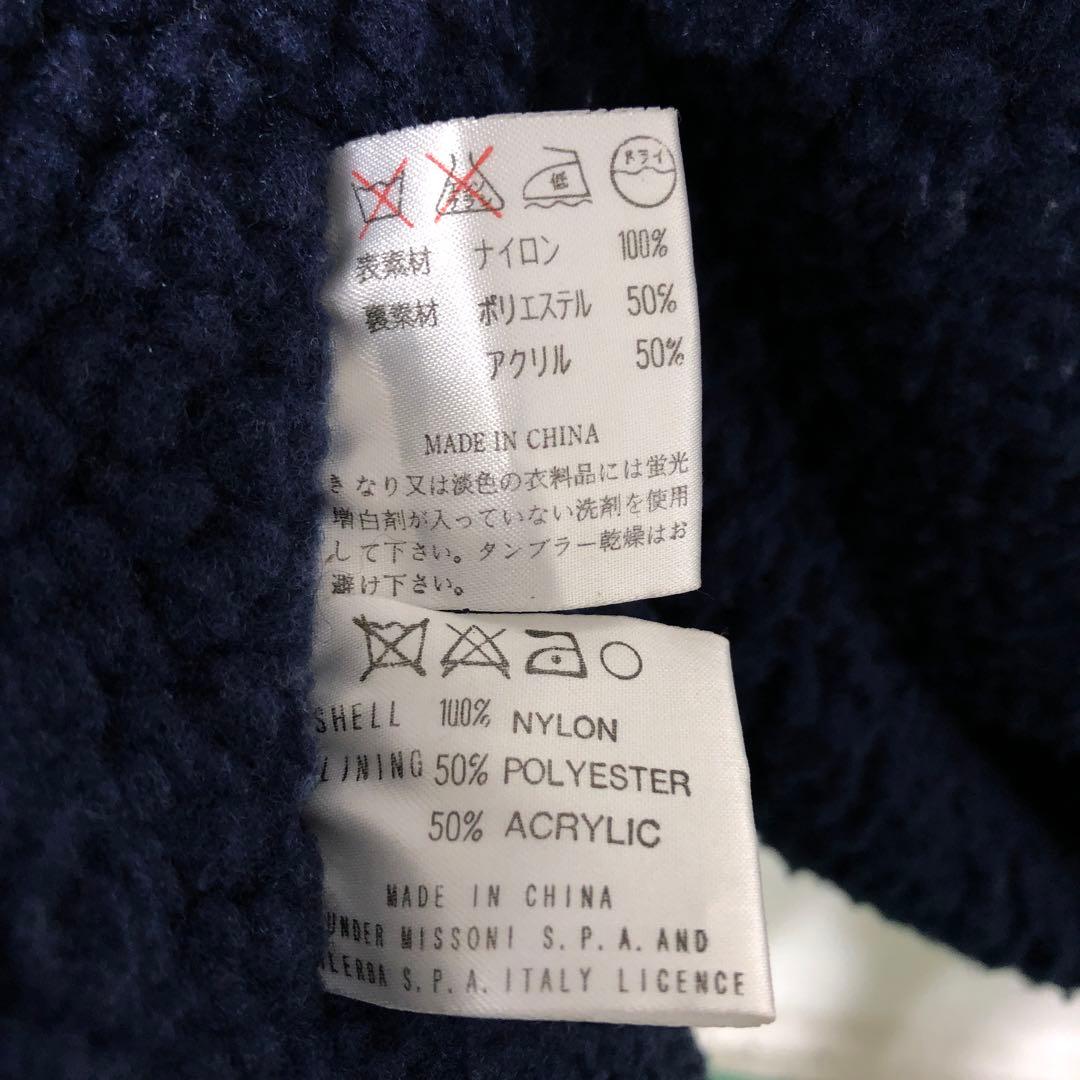 低 ドライ
表素材 ナイロン 100%
裏素材 ポリエステル 50%
アクリル 50%
MADE IN CHINA
きなり又は淡色の衣料品には蛍光
増白剤が入っていない洗剤を使用
して下さい。タンブラー乾燥はお
避け下さい。
SHELL 100% NYLON
LINING 50% POLYESTER
50% ACRYLIC
MADE IN CHINA
UNDER MISSONI S.P.A. AND
S.P.A. ITALY LICENCE